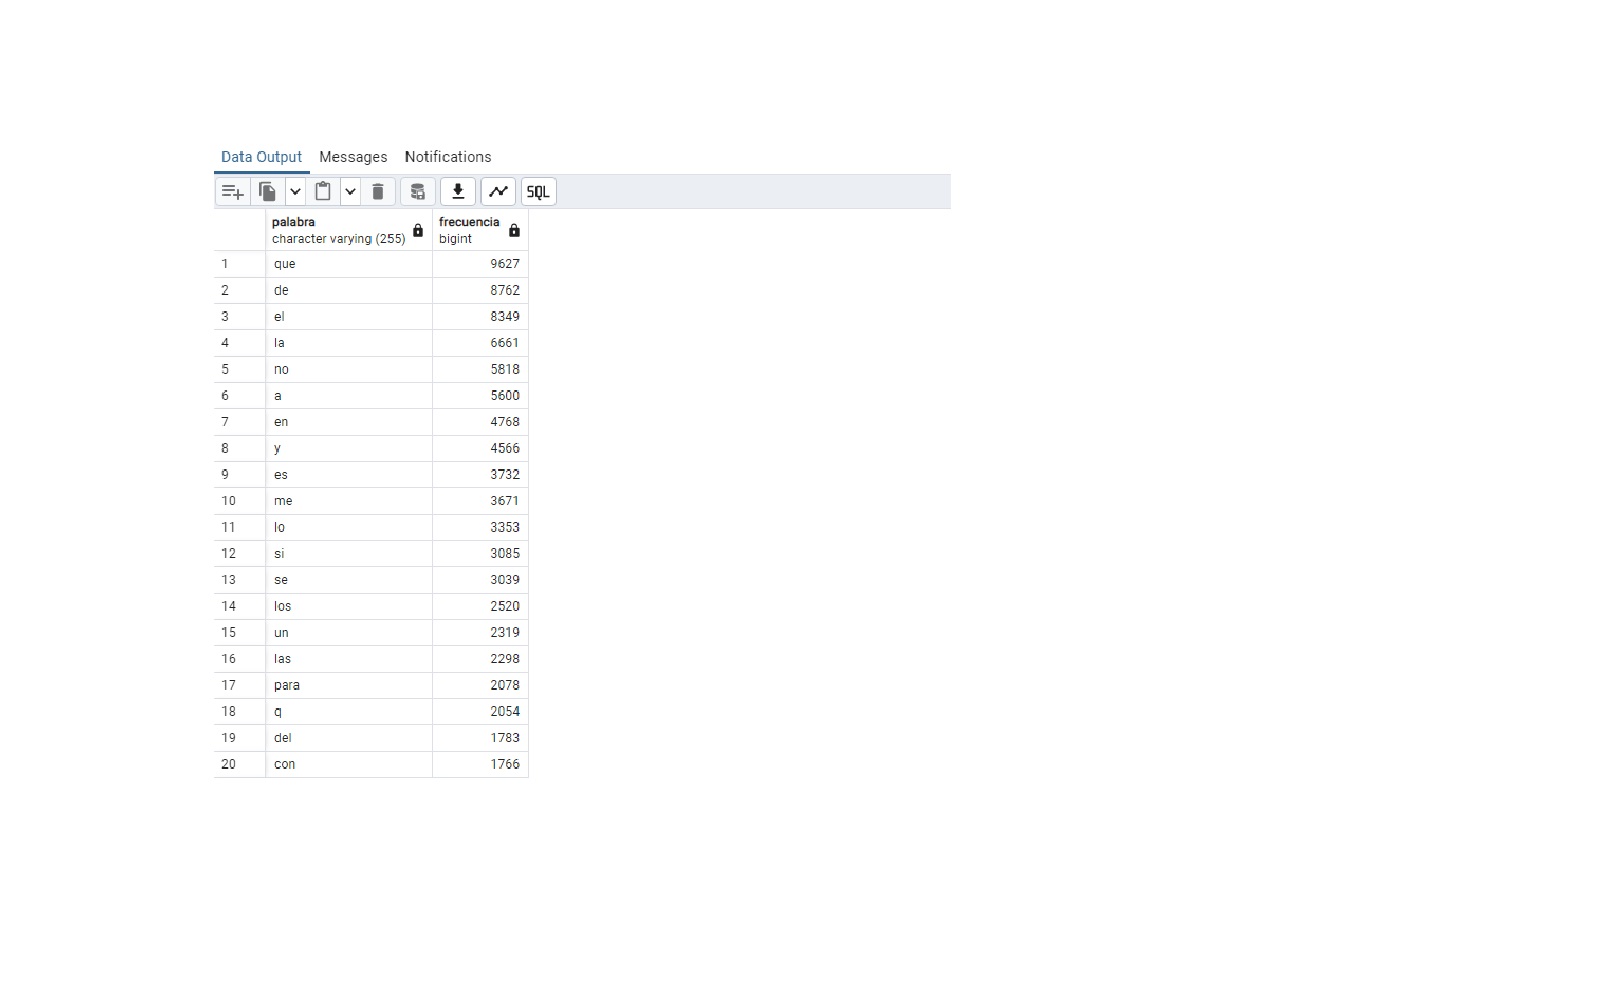 Data Output Messages Notifications
SQL
palabra frecuencia
character varying (255) bigint
1 que 9627
2 de 8762
3 el 8349
4 la 6661
5 no 5818
6 a 5600
7 en 4768
8 y 4566
9 es 3732
10 me 3671
11 lo 3353
12 si 3085
13 se 3039
14 los 2520
15 un 2319
16 las 2298
17 para 2078
18 q 2054
19 del 1783
20 con 1766